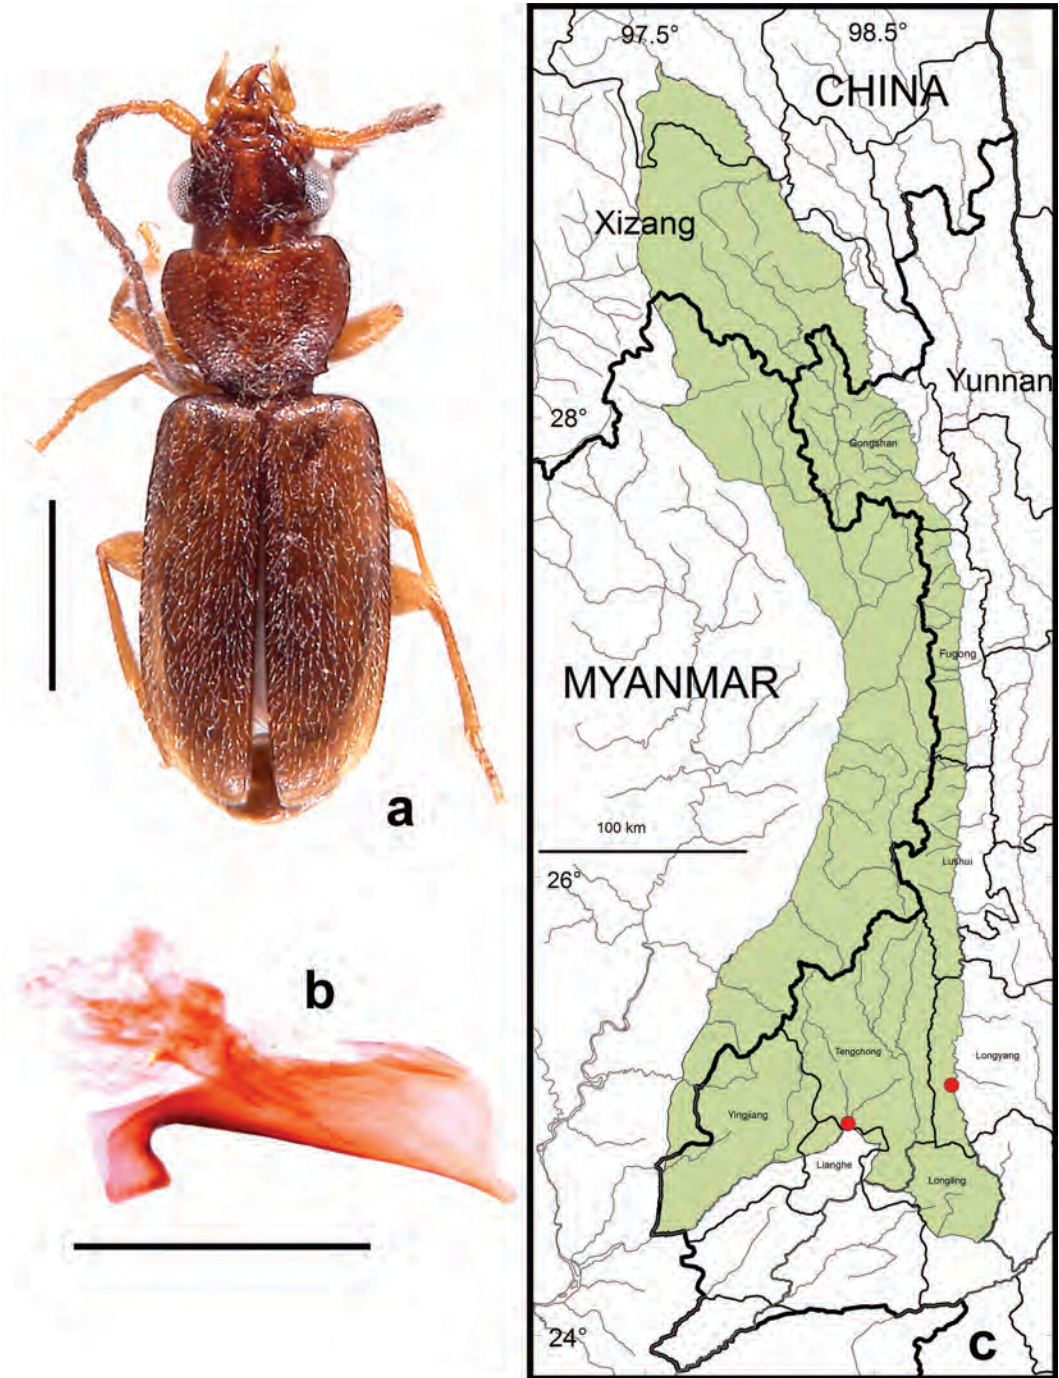 97.5°
98.5°
CHINA
Xizang
Yunnan
28°
Gongshan
Fugong
MYANMAR
a
100 km
Lushui
26°
b
Tengchong
Longyang
Yingjiang
Lianghe
Longling
24°
c